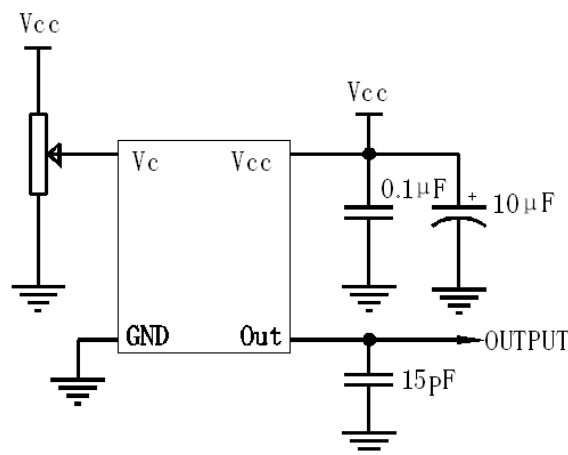 Vcc
Vcc
Vc
Vcc
0.1μF
+
10μF
GND
Out
OUTPUT
15pF